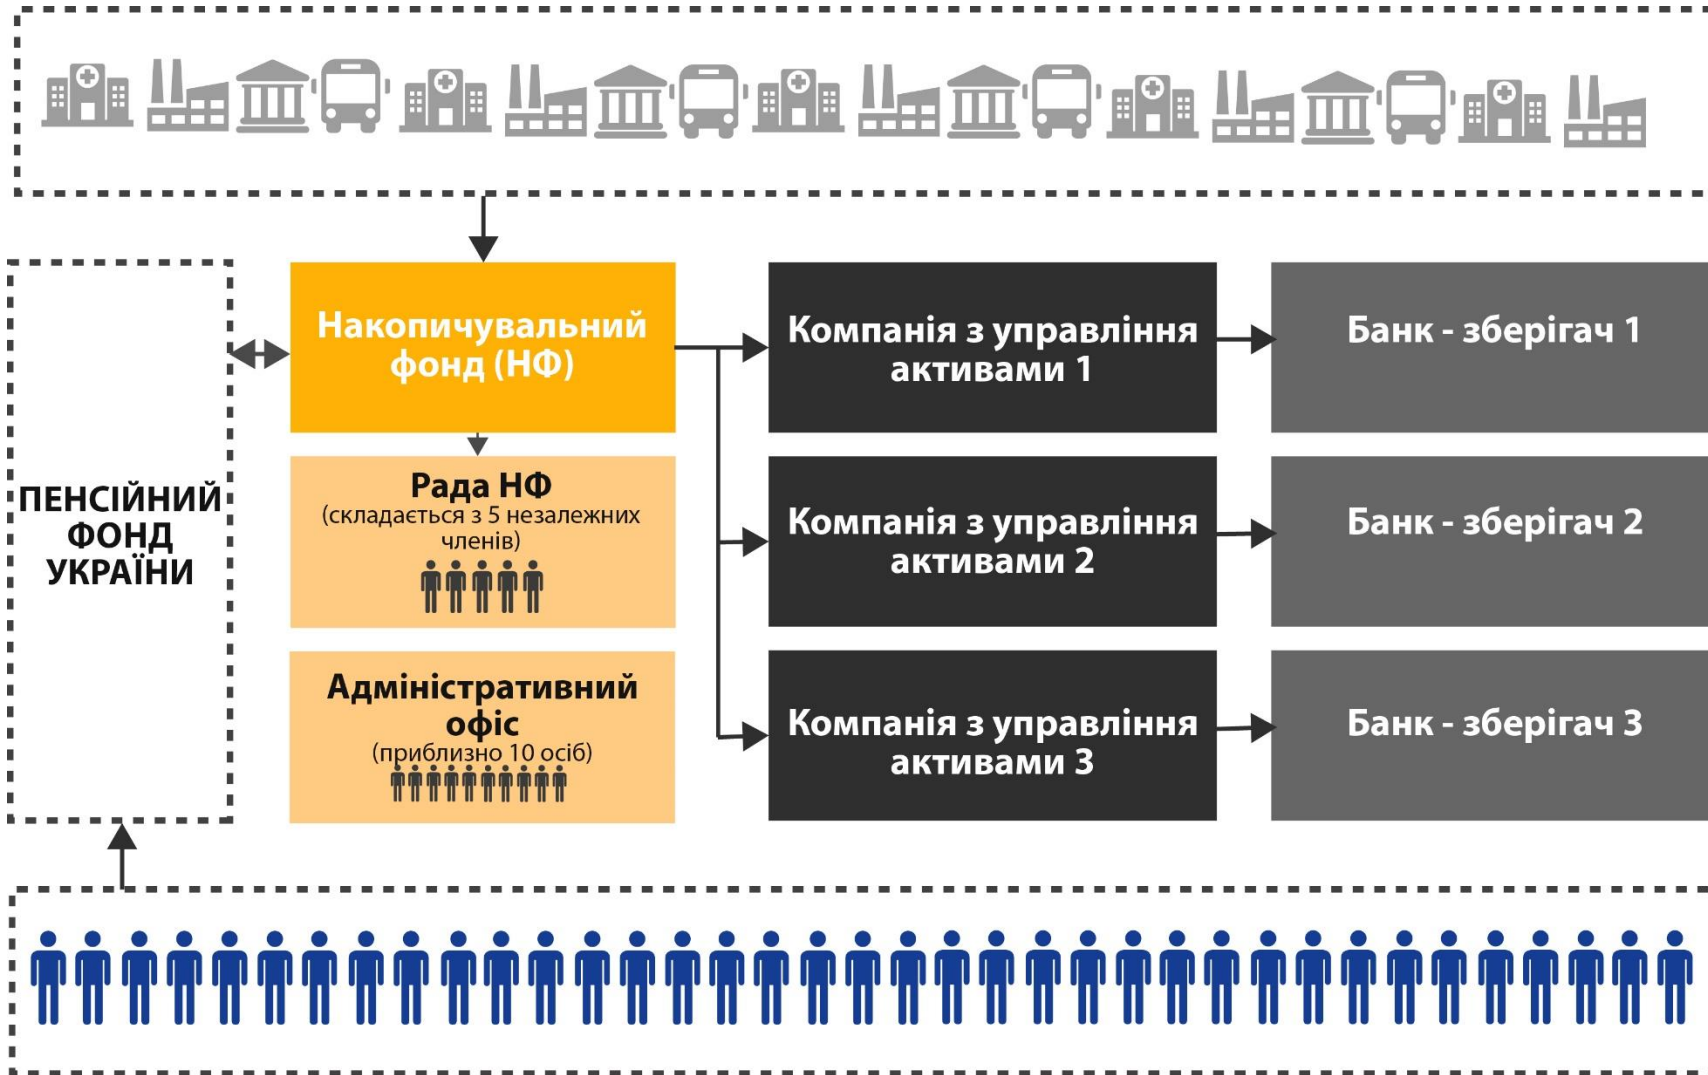 Накопичувальний
фонд (НФ)
Компанія з управління
активами 1
Банк - зберігач 1
ПЕНСІЙНИЙ
ФОНД
УКРАЇНИ
Рада НФ
(складається з 5 незалежних
членів)
Компанія з управління
активами 2
Банк - зберігач 2
Адміністративний
офіс
(приблизно 10 осіб)
Компанія з управління
активами 3
Банк - зберігач 3